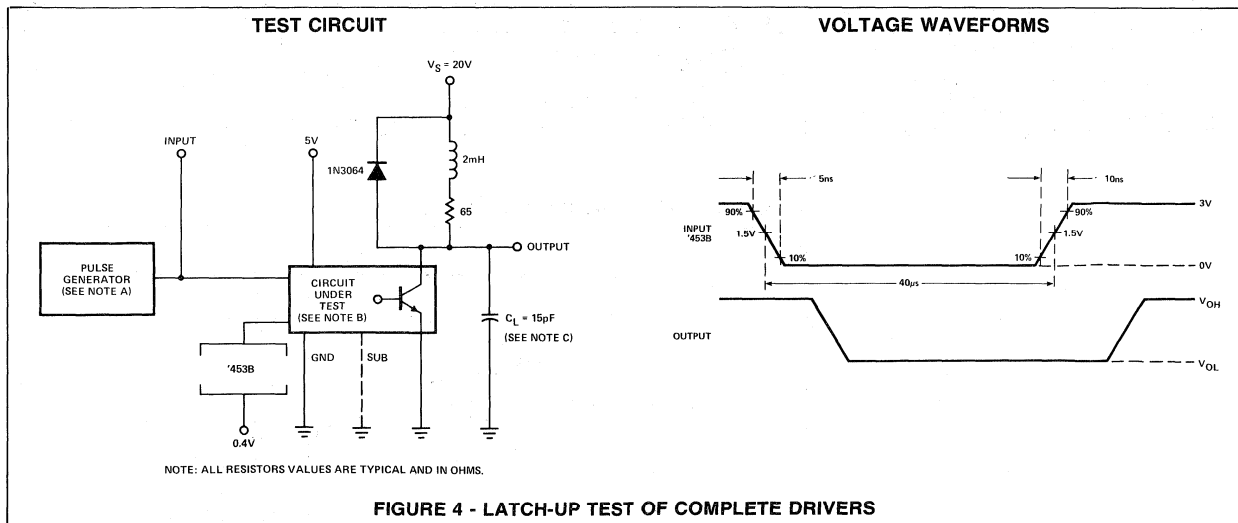 TEST CIRCUIT
VOLTAGE WAVEFORMS
V_S = 20V
INPUT
5V
1N3064
2mH
65
OUTPUT
PULSE
GENERATOR
(SEE NOTE A)
CIRCUIT
UNDER
TEST
(SEE NOTE B)
C_L = 15pF
(SEE NOTE C)
'453B
GND
SUB
0.4V
NOTE: ALL RESISTORS VALUES ARE TYPICAL AND IN OHMS.
5ns
10ns
90%
90%
3V
INPUT
'453B
1.5V
1.5V
10%
10%
0V
40μs
OUTPUT
V_OH
V_OL
FIGURE 4 - LATCH-UP TEST OF COMPLETE DRIVERS